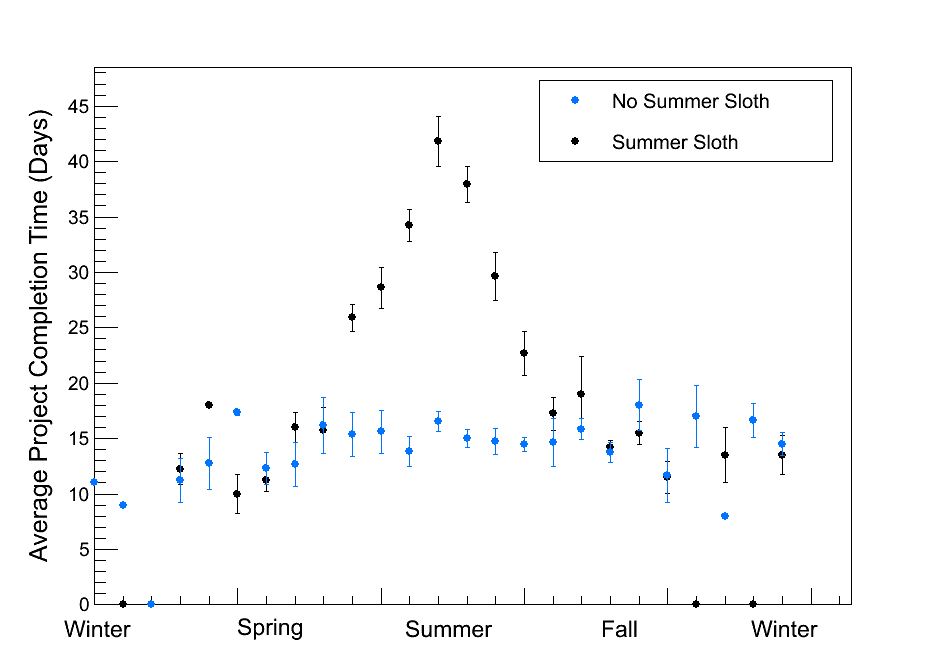 No Summer Sloth
Summer Sloth
Average Project Completion Time (Days)
45
40
35
30
25
20
15
10
5
0
Winter Spring Summer Fall Winter